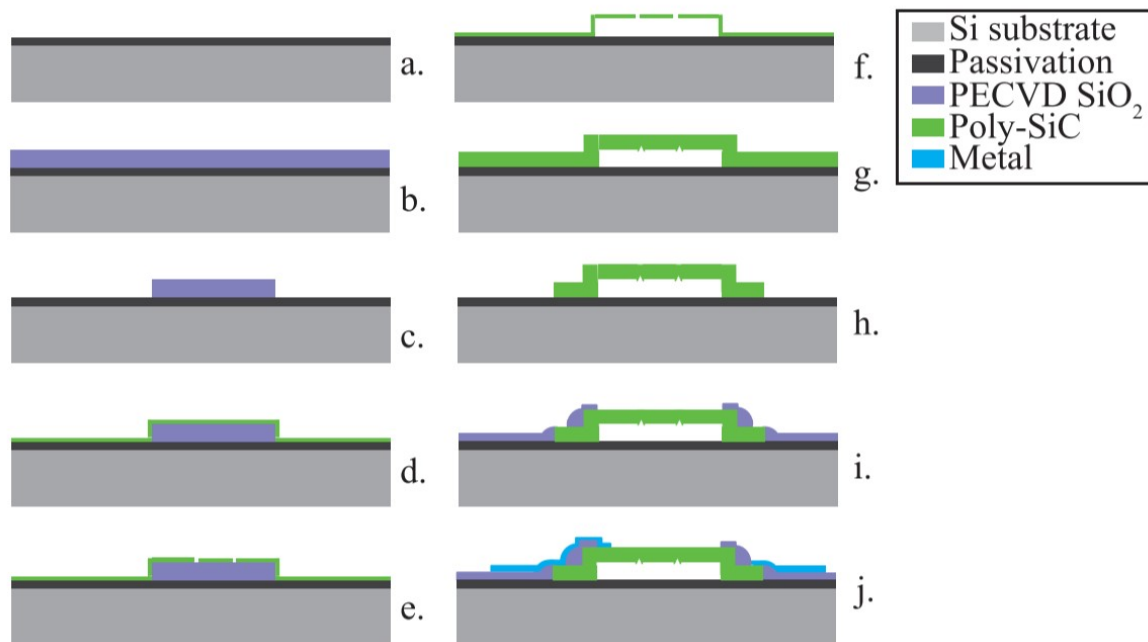 a.
b.
c.
d.
e.
f.
g.
h.
i.
j.
Si substrate
Passivation
PECVD SiO₂
Poly-SiC
Metal